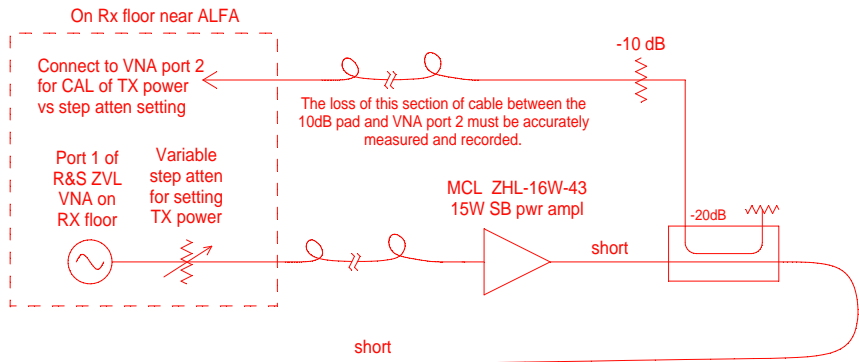 On Rx floor near ALFA
-10 dB
Connect to VNA port 2
for CAL of TX power
vs step atten setting
The loss of this section of cable between the
10dB pad and VNA port 2 must be accurately
measured and recorded.
Port 1 of
R&S ZVL
VNA on
RX floor
Variable
step atten
for setting
TX power
MCL  ZHL-16W-43
15W SB pwr ampl
-20dB
short
short